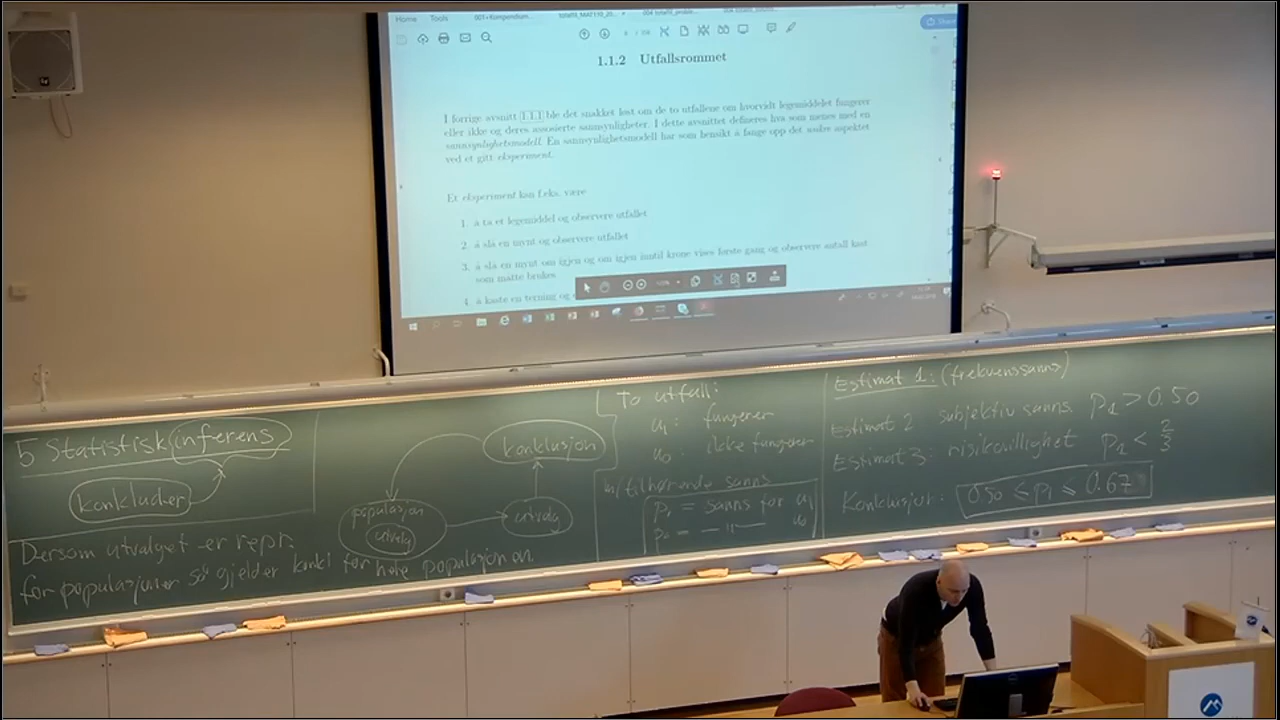 Home Tools
1.1.2 Utfallsrommet
I forrige avsnitt 1.1.1 ble det snakket løst om de to utfallene om hvorvidt legemiddelet fungerer
eller ikke og deres assosierte sannsynligheter. I dette avsnittet defineres hva som menes med en
sannsynlighetsmodell. En sannsynlighetsmodell har som hensikt å fange opp det
ved et gitt eksperiment.
Et eksperiment kan f.eks. være
1. å ta et legemiddel og observere utfallet
2. å slå en mynt og observere utfallet
3. å slå en mynt om igjen og om igjen inntil krone vises første gang og observere antall kast
som måtte brukes
4. å kaste en terning og
5 Statistisk inferens
konkluder
Dersom utvalget er repr.
for populasjonen så gjelder konkl for hele populasjonen.
konklusjon
populasjon
utvalg
utvalg
To utfall:
u₁: fungerer
u₀: ikke fungerer
m/tilhørende sanns
p₁ = sanns for u₁
p₀ = — " — u₀
Estimat 1: (frekvenssanns)
Estimat 2 subjektiv sanns. p₁ > 0.50
Estimat 3: risikovillighet p₁ < 2/3
Konklusjon: 0.50 ≤ p₁ ≤ 0.67